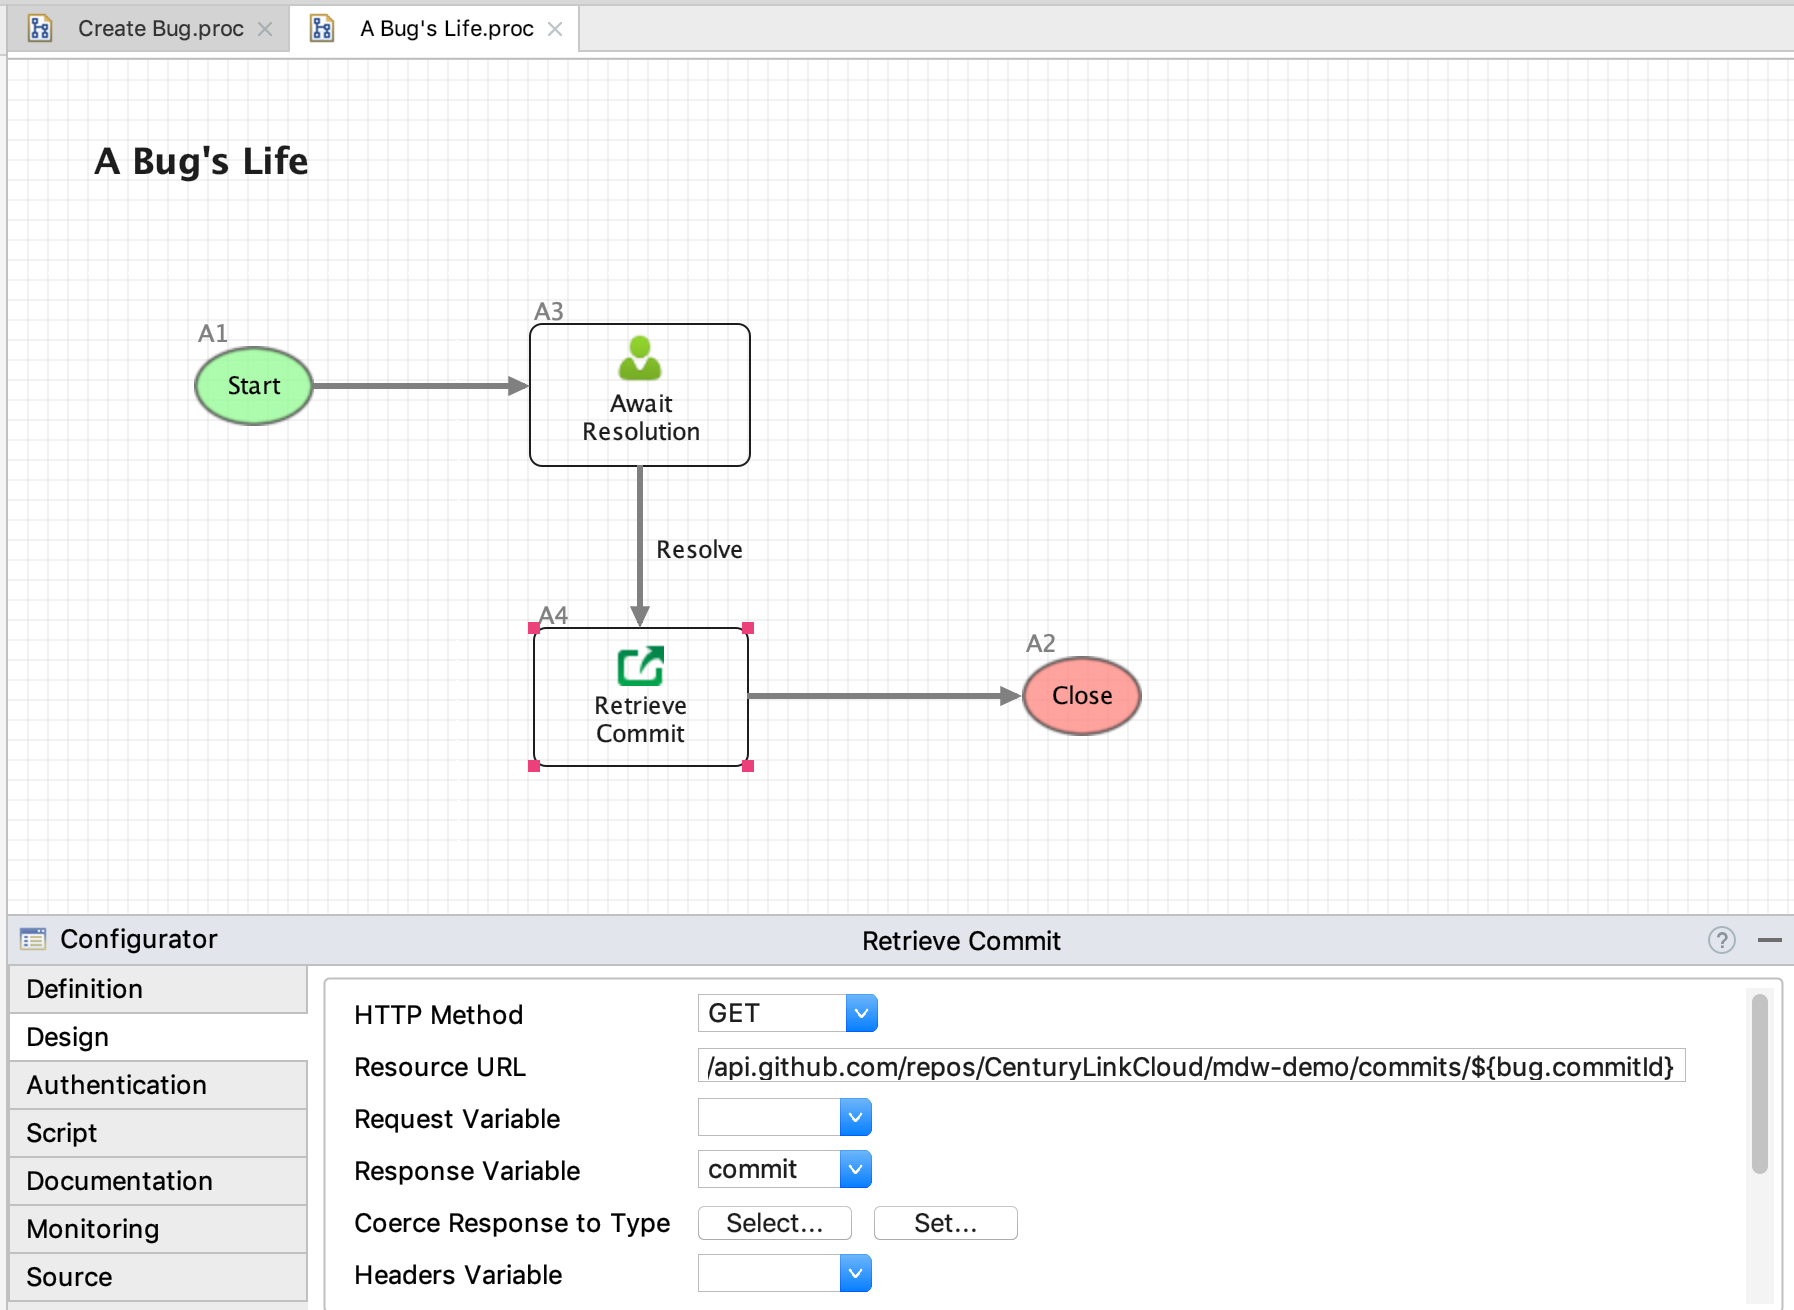 Create Bug.proc
A Bug's Life.proc
A Bug's Life
A1
Start
A3
Await
Resolution
Resolve
A4
Retrieve
Commit
A2
Close
Configurator
Retrieve Commit
?
Definition
Design
Authentication
Script
Documentation
Monitoring
Source
HTTP Method
GET
Resource URL
/api.github.com/repos/CenturyLinkCloud/mdw-demo/commits/${bug.commitId}
Request Variable
Response Variable
commit
Coerce Response to Type
Select...
Set...
Headers Variable